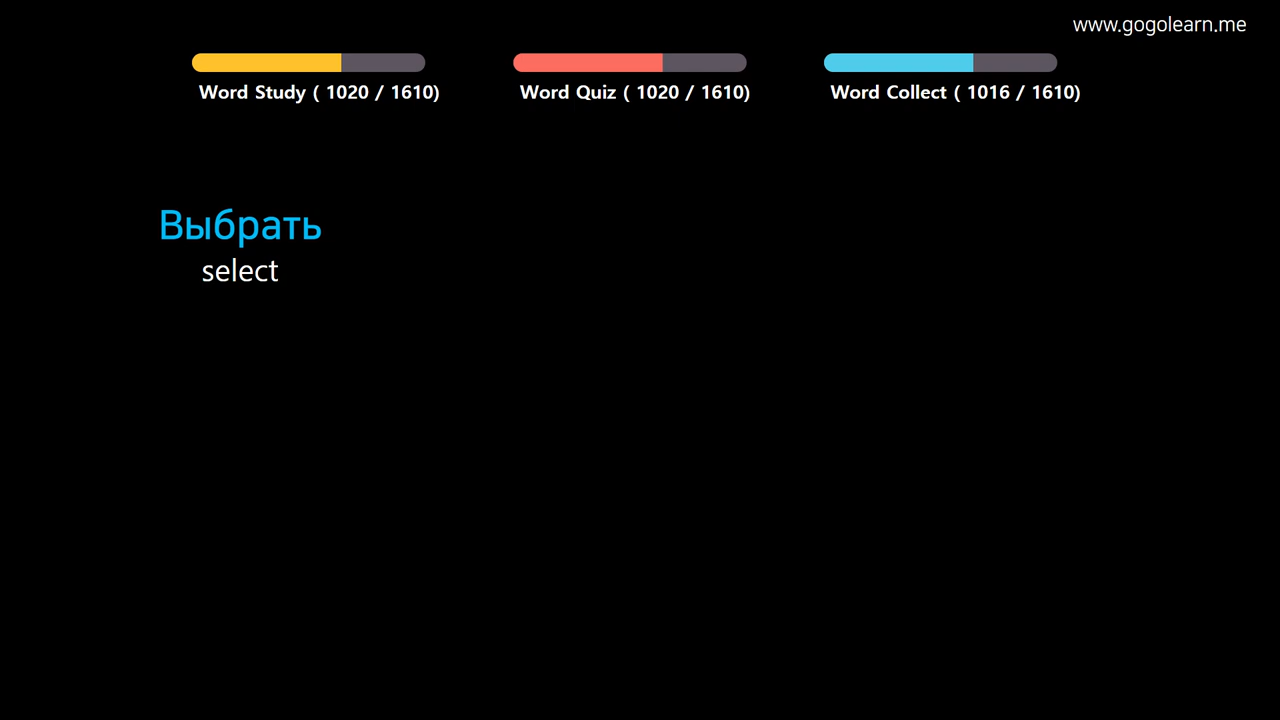 www.gogolearn.me
Word Study ( 1020 / 1610)
Word Quiz ( 1020 / 1610)
Word Collect ( 1016 / 1610)
Выбрать
select